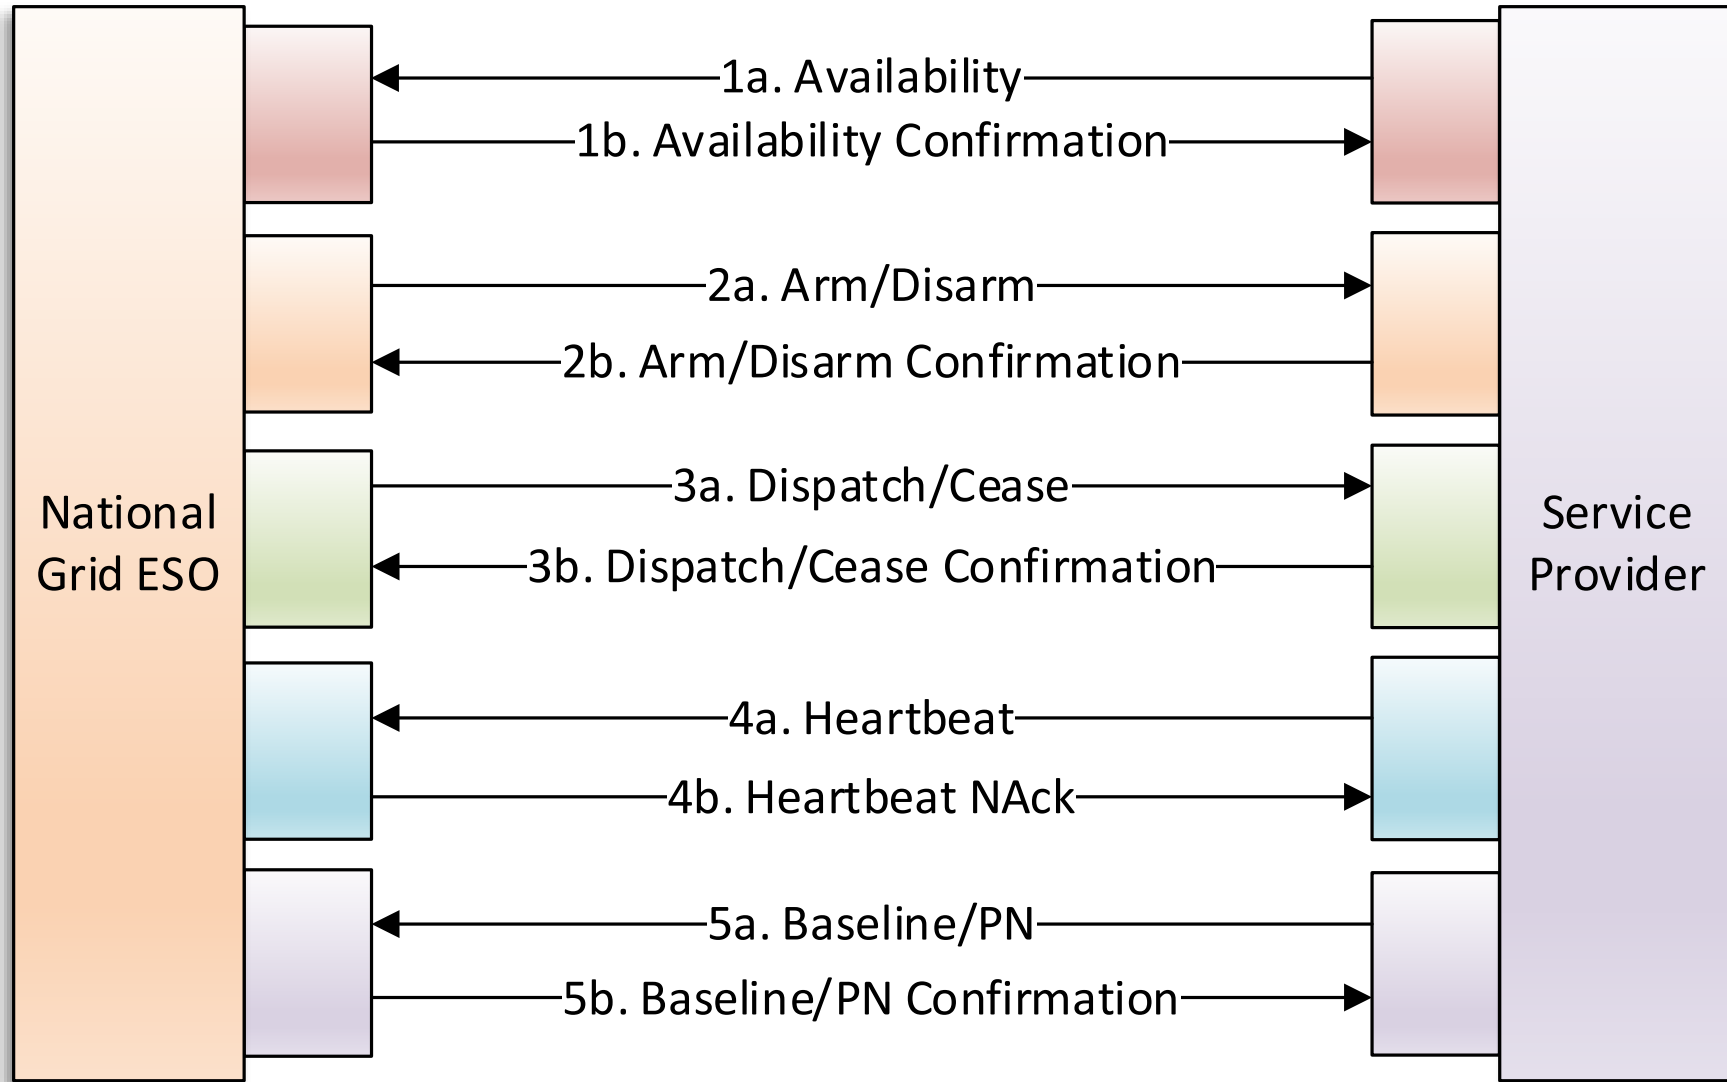 1a. Availability
1b. Availability Confirmation
2a. Arm/Disarm
2b. Arm/Disarm Confirmation
National
Grid ESO
3a. Dispatch/Cease
3b. Dispatch/Cease Confirmation
Service
Provider
4a. Heartbeat
4b. Heartbeat NAck
5a. Baseline/PN
5b. Baseline/PN Confirmation